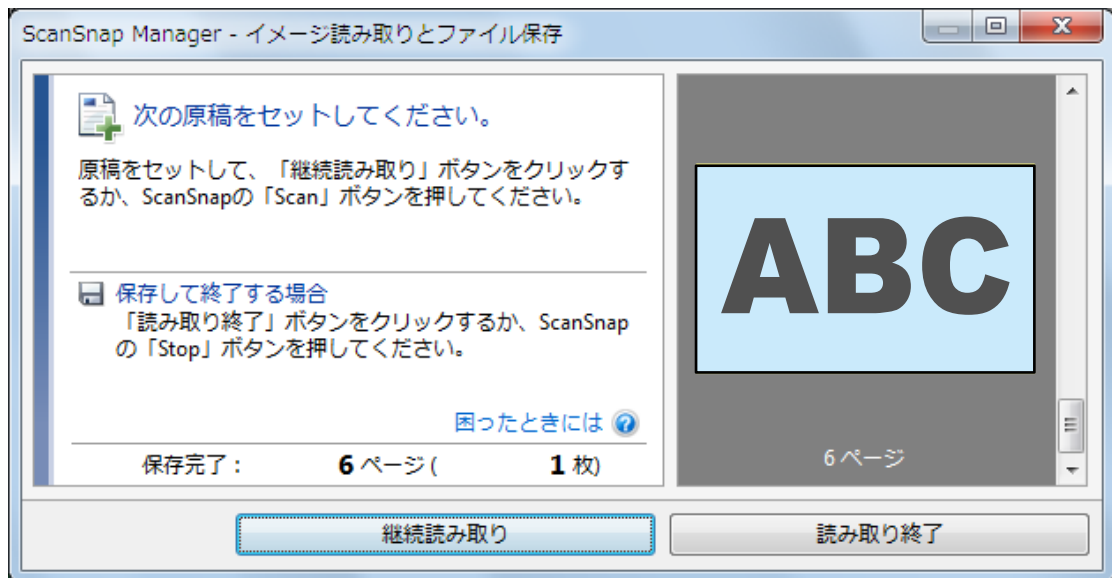 ScanSnap Manager - イメージ読み取りとファイル保存
次の原稿をセットしてください。
原稿をセットして、「継続読み取り」ボタンをクリックす
るか、ScanSnapの「Scan」ボタンを押してください。
保存して終了する場合
「読み取り終了」ボタンをクリックするか、ScanSnap
の「Stop」ボタンを押してください。
困ったときには
保存完了： 6 ページ ( 1 枚)
ABC
6 ページ
継続読み取り
読み取り終了